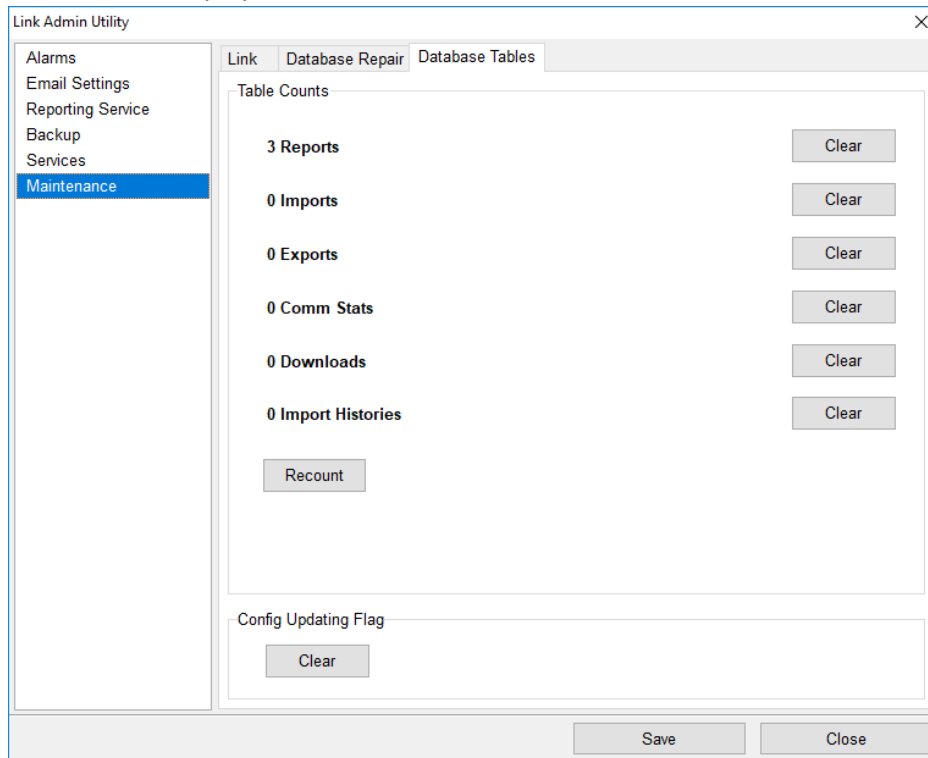 Link Admin Utility
Alarms
Email Settings
Reporting Service
Backup
Services
Maintenance
Link Database Repair Database Tables
Table Counts
3 Reports Clear
0 Imports Clear
0 Exports Clear
0 Comm Stats Clear
0 Downloads Clear
0 Import Histories Clear
Recount
Config Updating Flag
Clear
Save Close